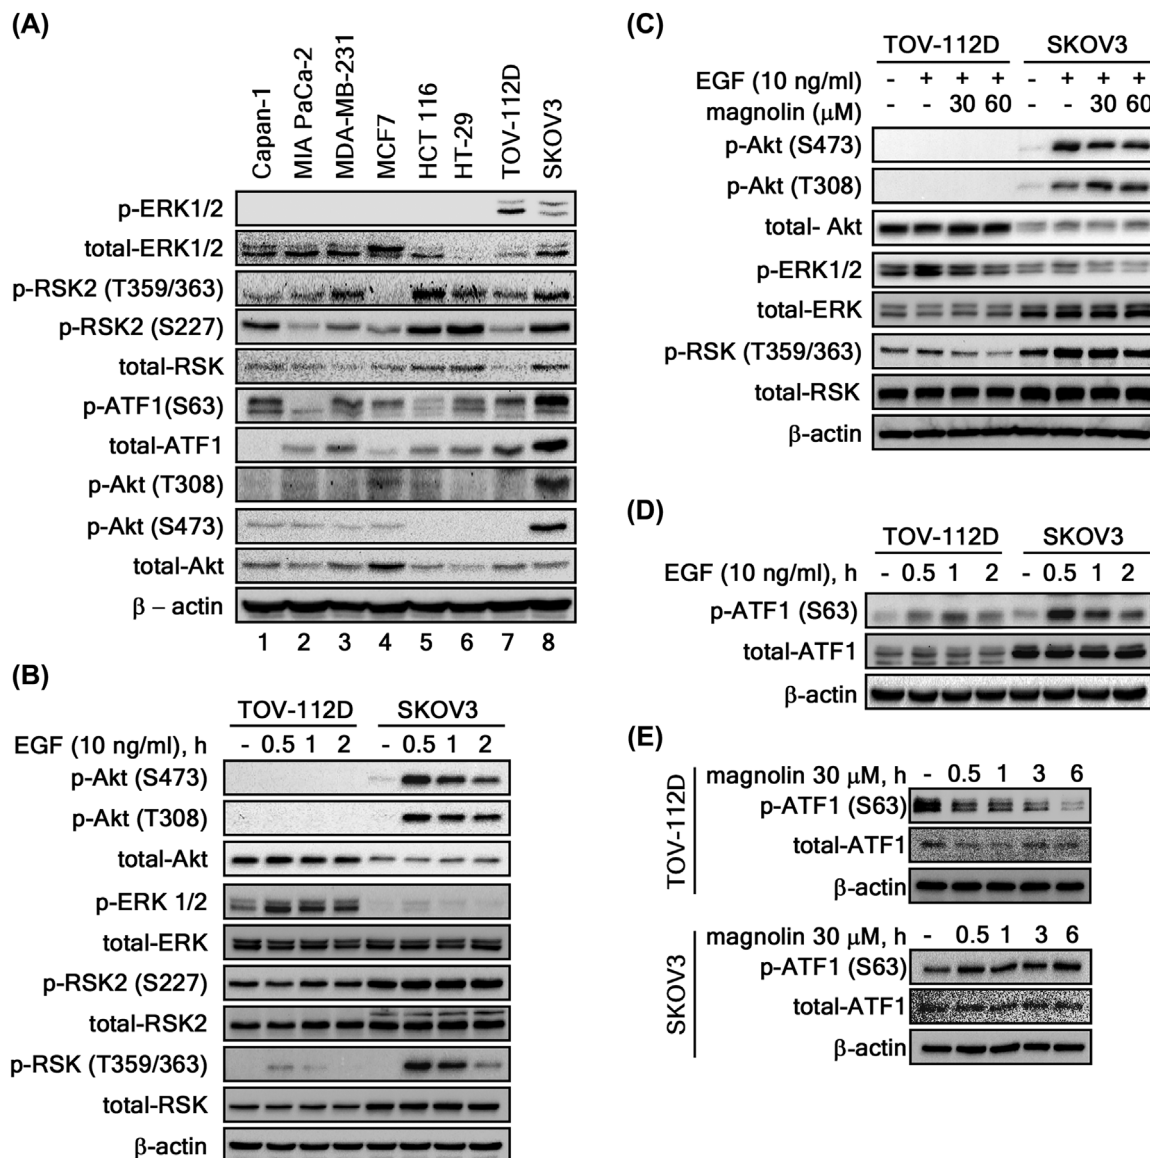 (A)
Capan-1
MIA PaCa-2
MDA-MB-231
MCF7
HCT 116
HT-29
TOV-112D
SKOV3
p-ERK1/2
total-ERK1/2
p-RSK2 (T359/363)
p-RSK2 (S227)
total-RSK
p-ATF1(S63)
total-ATF1
p-Akt (T308)
p-Akt (S473)
total-Akt
β – actin
1 2 3 4 5 6 7 8
(B)
TOV-112D SKOV3
EGF (10 ng/ml), h - 0.5 1 2 - 0.5 1 2
p-Akt (S473)
p-Akt (T308)
total-Akt
p-ERK 1/2
total-ERK
p-RSK2 (S227)
total-RSK2
p-RSK (T359/363)
total-RSK
β-actin
(C)
TOV-112D SKOV3
EGF (10 ng/ml) - + + + - + + +
magnolin (μM) - - 30 60 - - 30 60
p-Akt (S473)
p-Akt (T308)
total- Akt
p-ERK1/2
total-ERK
p-RSK (T359/363)
total-RSK
β-actin
(D)
TOV-112D SKOV3
EGF (10 ng/ml), h - 0.5 1 2 - 0.5 1 2
p-ATF1 (S63)
total-ATF1
β-actin
(E)
TOV-112D
magnolin 30 μM, h - 0.5 1 3 6
p-ATF1 (S63)
total-ATF1
β-actin
SKOV3
magnolin 30 μM, h - 0.5 1 3 6
p-ATF1 (S63)
total-ATF1
β-actin